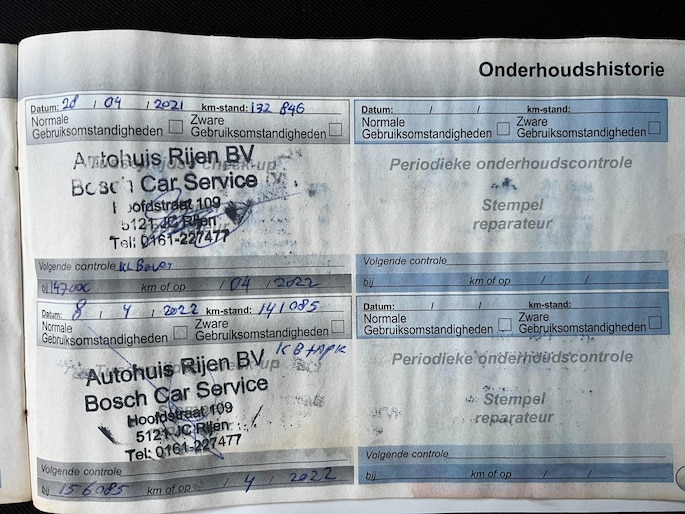 Onderhoudshistorie
Datum: 28 / 04 / 2021 km-stand: 132 846
Normale Gebruiksomstandigheden
Zware Gebruiksomstandigheden
Autohuis Rijen BV
Bosch Car Service
Hoofdstraat 109
5121 JC Rijen
Tel: 0161-227477
Volgende controle KL Beurt
bij 147000 km of op / 04 / 2022
Datum: / / km-stand:
Normale Gebruiksomstandigheden
Zware Gebruiksomstandigheden
Periodieke onderhoudscontrole
Stempel
reparateur
Volgende controle
bij km of op / /
Datum: 8 / 4 / 2022 km-stand: 141085
Normale Gebruiksomstandigheden
Zware Gebruiksomstandigheden
KB+APK
Autohuis Rijen BV
Bosch Car Service
Hoofdstraat 109
5121 JC Rijen
Tel: 0161-227477
Volgende controle
bij 156085 km of op / 4 / 2022
Datum: / / km-stand:
Normale Gebruiksomstandigheden
Zware Gebruiksomstandigheden
Periodieke onderhoudscontrole
Stempel
reparateur
Volgende controle
bij km of op / /